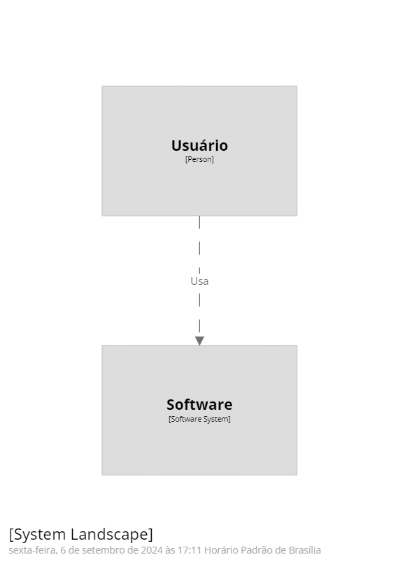 Usuário
[Person]
Usa
Software
[Software System]
[System Landscape]
sexta-feira, 6 de setembro de 2024 às 17:11 Horário Padrão de Brasília